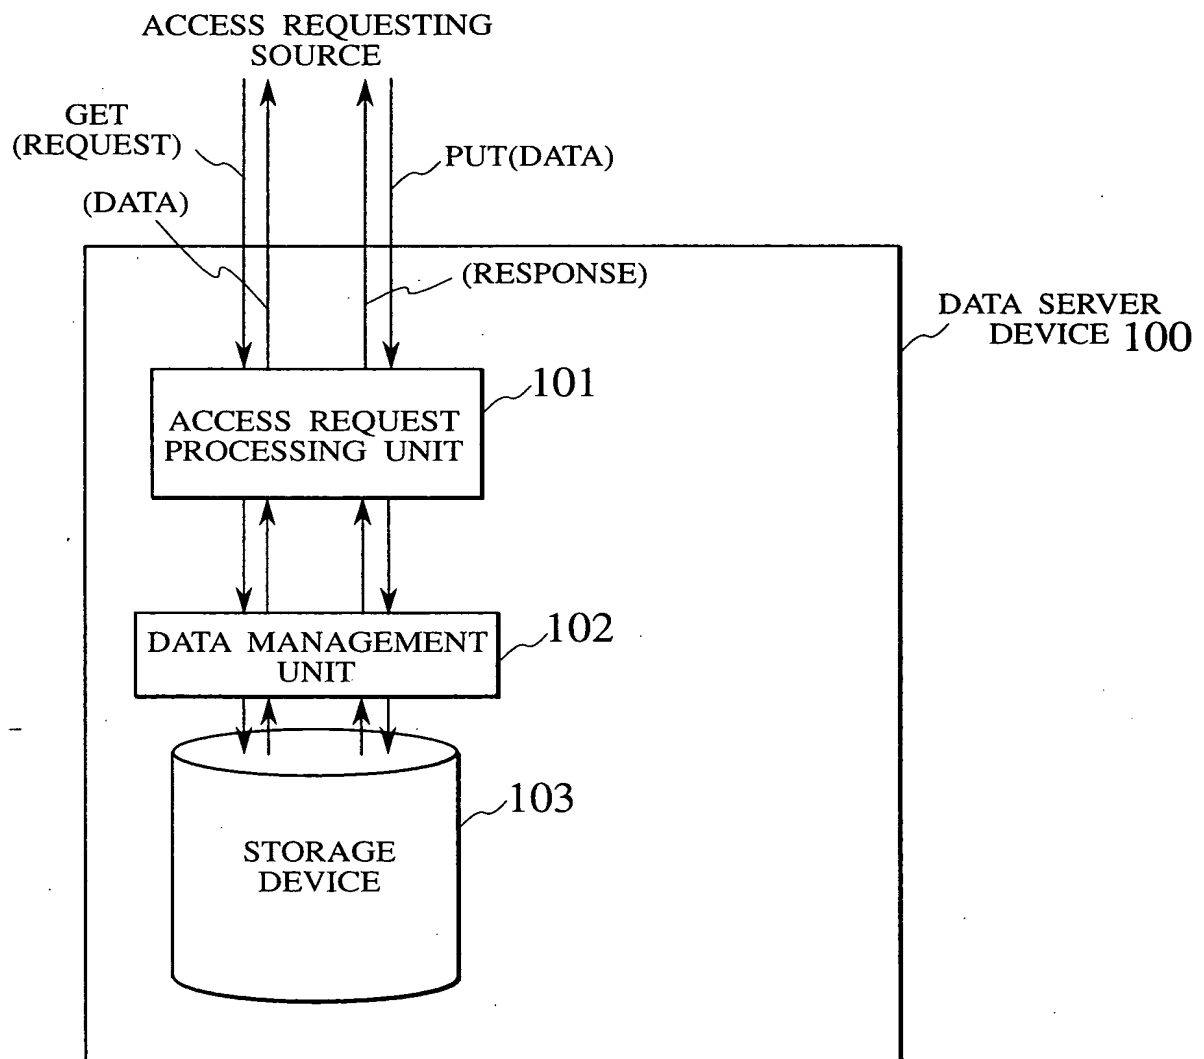 ACCESS REQUESTING
SOURCE
GET
(REQUEST)
PUT(DATA)
(DATA)
(RESPONSE)
DATA SERVER
DEVICE 100
101
ACCESS REQUEST
PROCESSING UNIT
102
DATA MANAGEMENT
UNIT
103
STORAGE
DEVICE